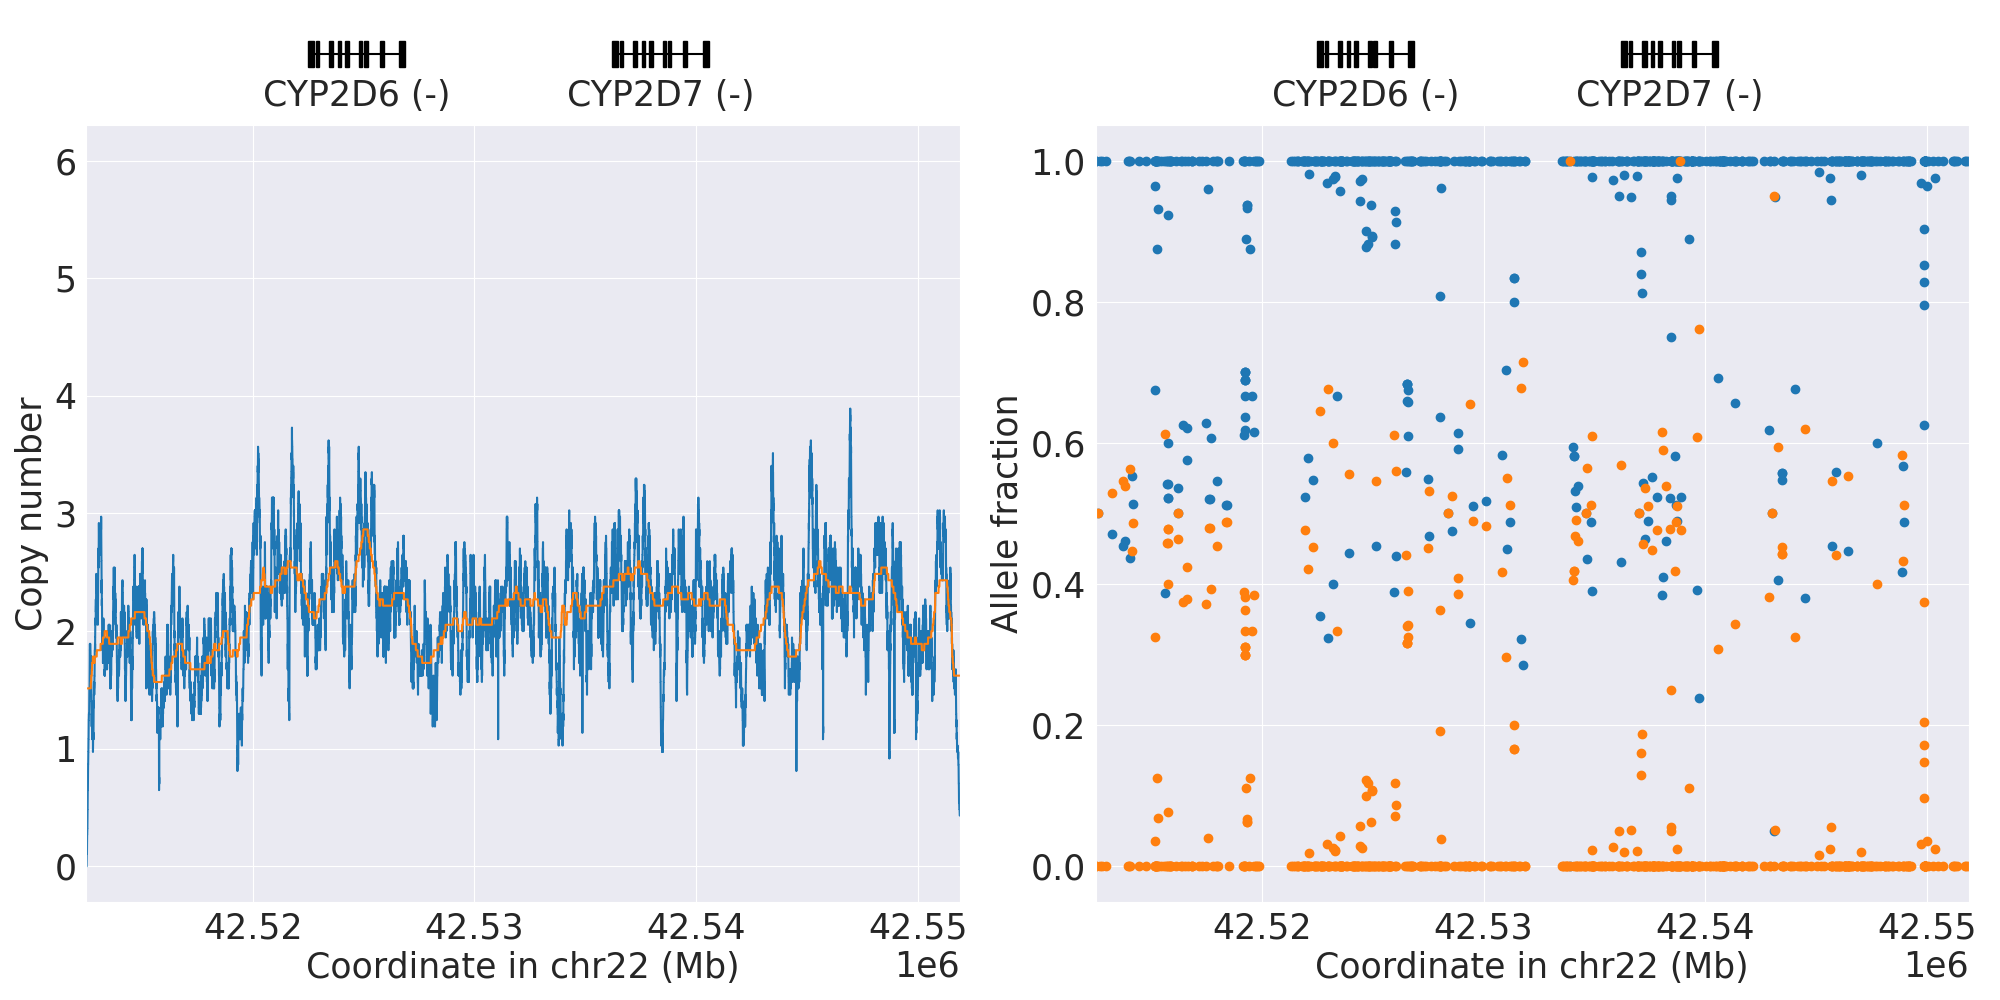 CYP2D6 (-) CYP2D7 (-)
6
5
4
3
2
1
0
Copy number
42.52 42.53 42.54 42.55
Coordinate in chr22 (Mb) 1e6
CYP2D6 (-) CYP2D7 (-)
1.0
0.8
0.6
0.4
0.2
0.0
Allele fraction
42.52 42.53 42.54 42.55
Coordinate in chr22 (Mb) 1e6